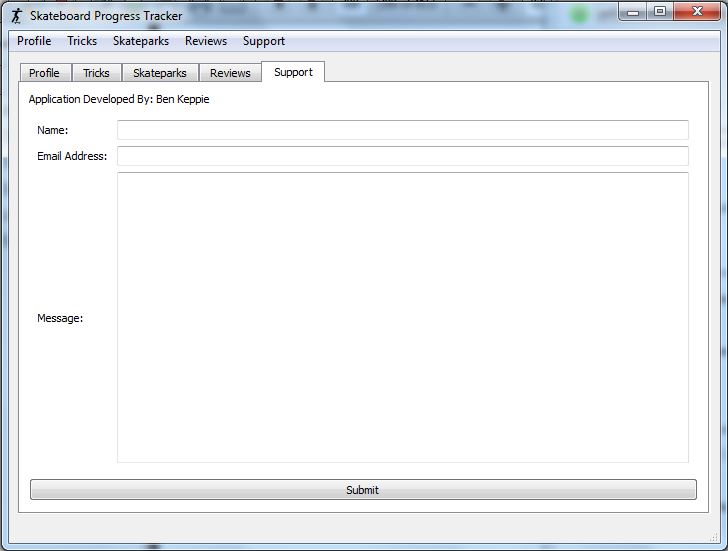 Skateboard Progress Tracker
Profile Tricks Skateparks Reviews Support
Profile Tricks Skateparks Reviews Support
Application Developed By: Ben Keppie
Name:
Email Address:
Message:
Submit